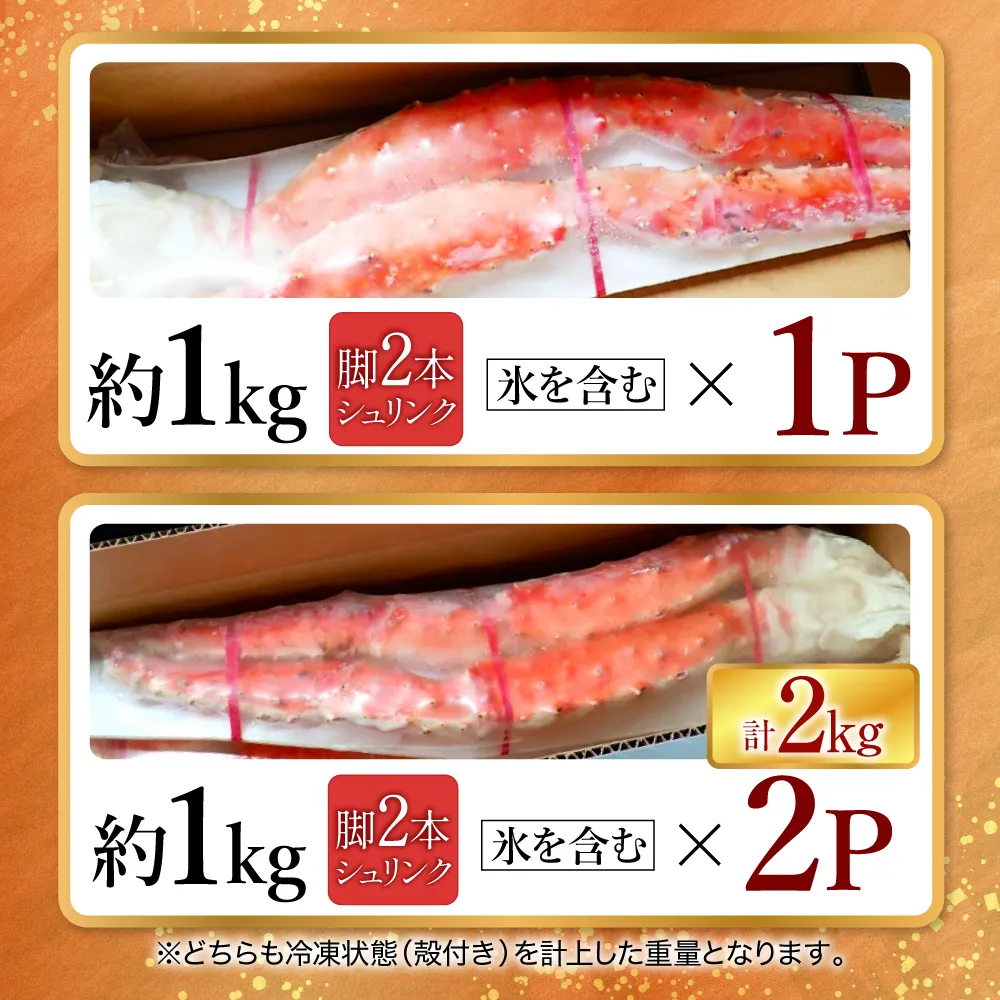 約1kg 脚2本 シュリンク 氷を含む × 1P
計2kg
約1kg 脚2本 シュリンク 氷を含む × 2P
※どちらも冷凍状態(殻付き)を計上した重量となります。